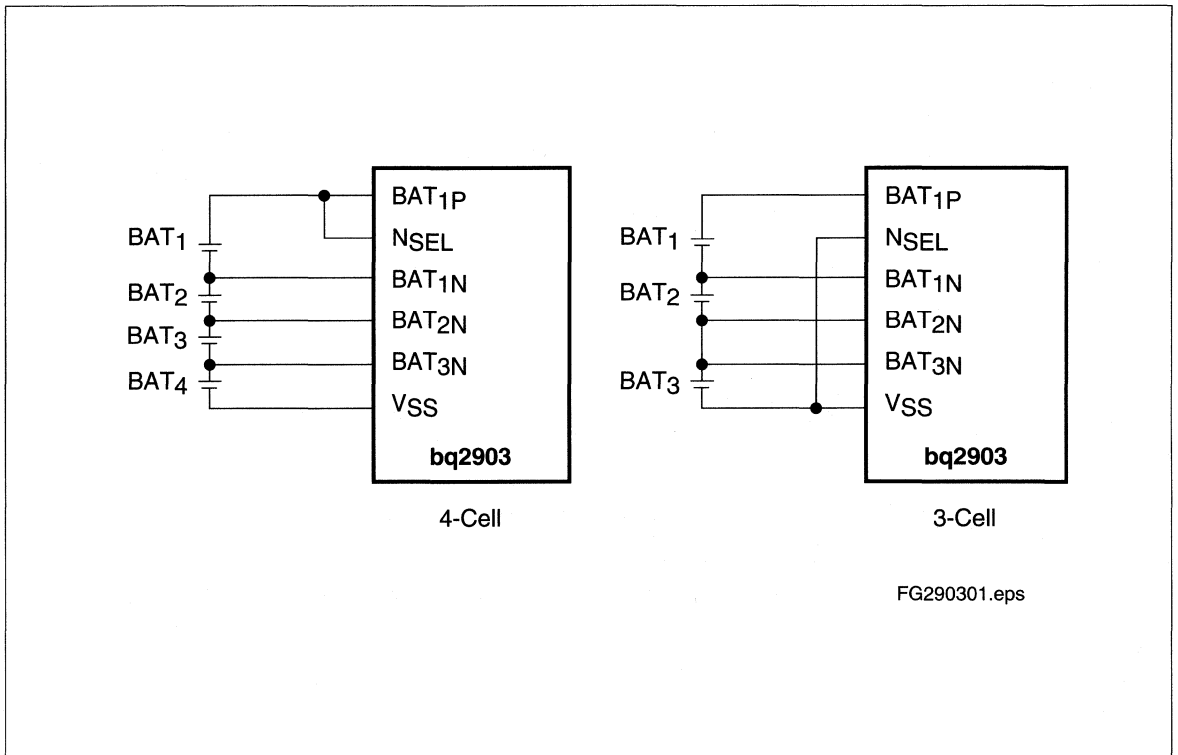 BAT1P
NSEL
BAT1
BAT1N
BAT2
BAT2N
BAT3
BAT3N
BAT4
VSS
bq2903
4-Cell
BAT1P
NSEL
BAT1
BAT1N
BAT2
BAT2N
BAT3N
BAT3
VSS
bq2903
3-Cell
FG290301.eps